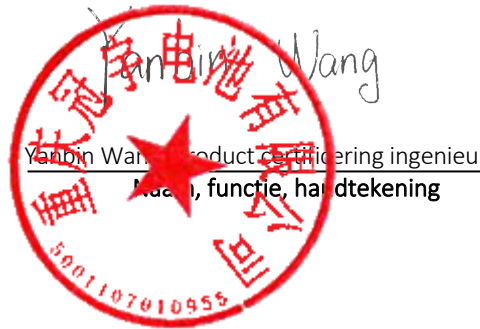 Yanbin Wang
重庆冠宇电池有限公司
Yanbin Wang, Product certificering ingenieu
Naam, functie, handtekening
5001107010955